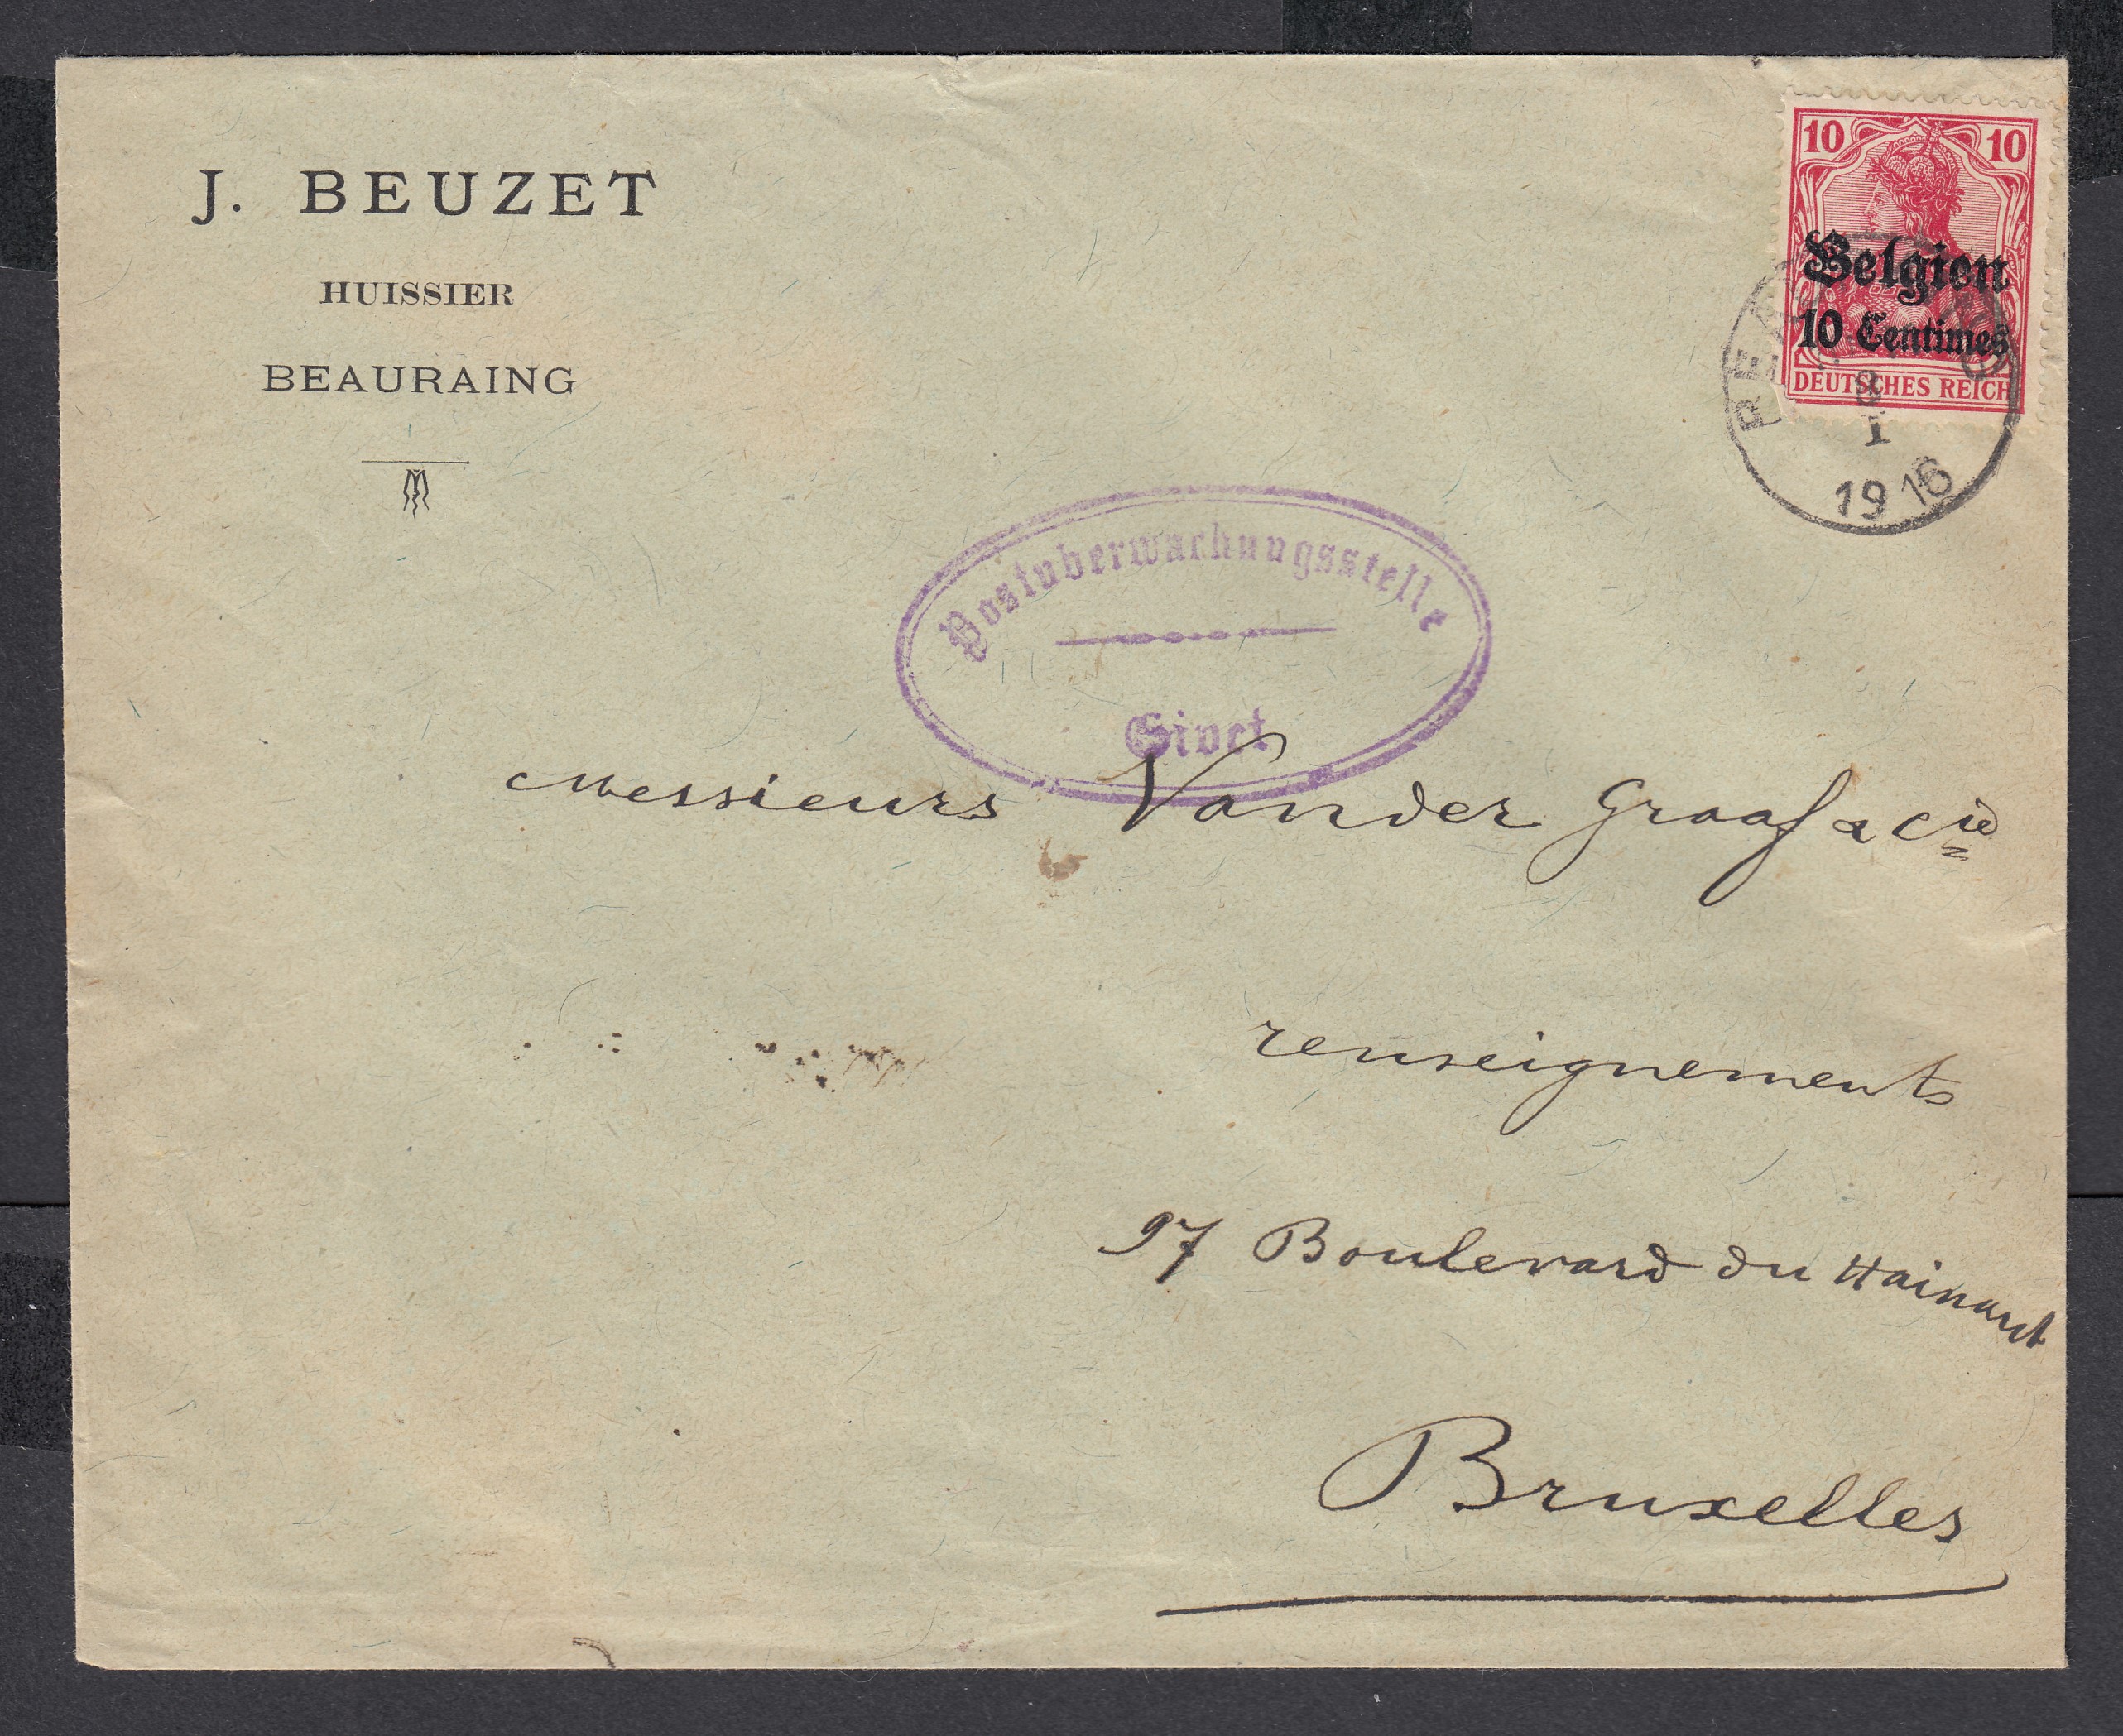 J. BEUZET
HUISSIER
BEAURAING
10 10
Belgien
10 Centimes
DEUTSCHES REICH
8
I
1916
Postüberwachungsstelle
Givet
Messieurs Vander Graaf & Cie
renseignements
97 Boulevard du Hainaut
Bruxelles